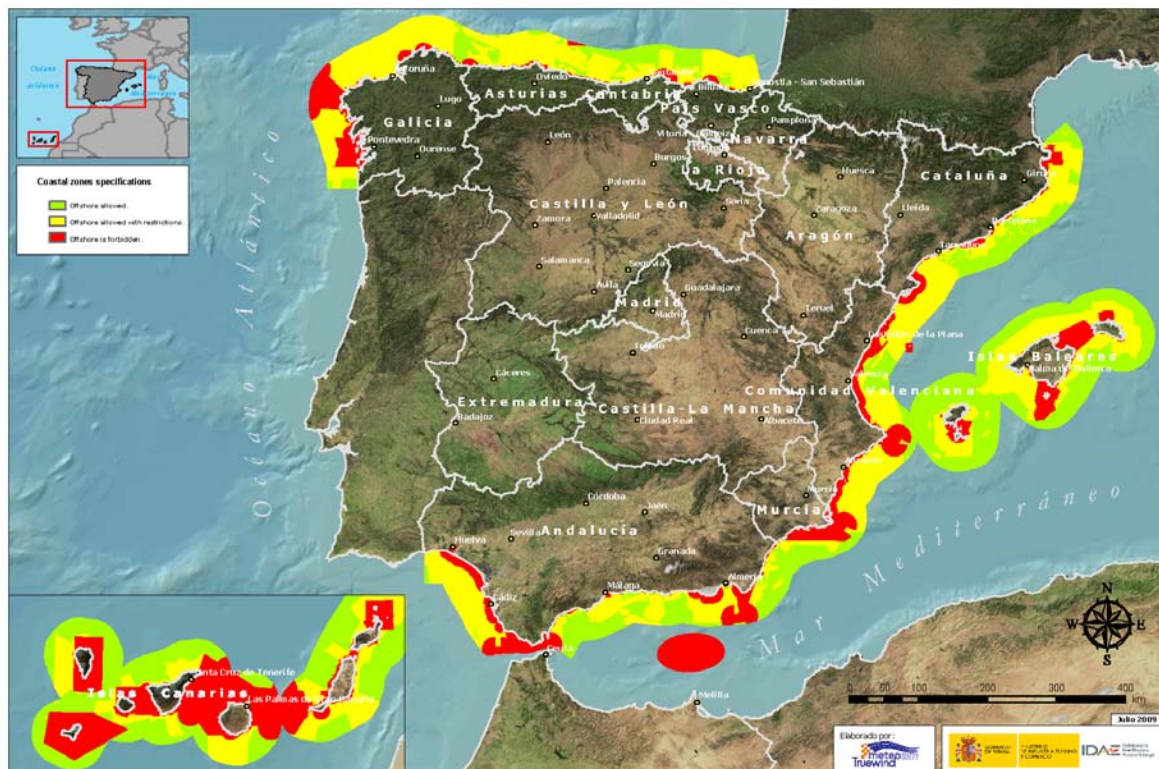 Coastal zones specifications
Offshore allowed.
Offshore allowed with restrictions.
Offshore is forbidden.
Océano Atlántico
Coruña
Lugo
Galicia
Pontevedra
Ourense
Oviedo
Asturias
Cantabria
Bilbao
- San Sebastián
País Vasco
Vitoria
Pamplona
Navarra
La Rioja
León
Burgos
Palencia
Castilla y León
Zamora
Valladolid
Soria
Salamanca
Segovia
Ávila
Madrid
Madrid
Guadalajara
Huesca
Zaragoza
Aragón
Teruel
Cataluña
Girona
Lleida
Barcelona
Tarragona
Cuenca
Toledo
Castellón de la Plana
Islas Baleares
Palma de Mallorca
Comunidad Valenciana
Cáceres
Extremadura
Badajoz
Castilla-La Mancha
Ciudad Real
Albacete
Murcia
Murcia
Córdoba
Jaén
Andalucía
Sevilla
Huelva
Granada
Málaga
Almería
Cádiz
Ceuta
Melilla
Mar Mediterráneo
Santa Cruz de Tenerife
Islas Canarias
Las Palmas de Gran Canaria
N
W E
S
0 100 200 300 400
km
Julio 2009
Elaborado por :
meteosim
Truewind
IDAE